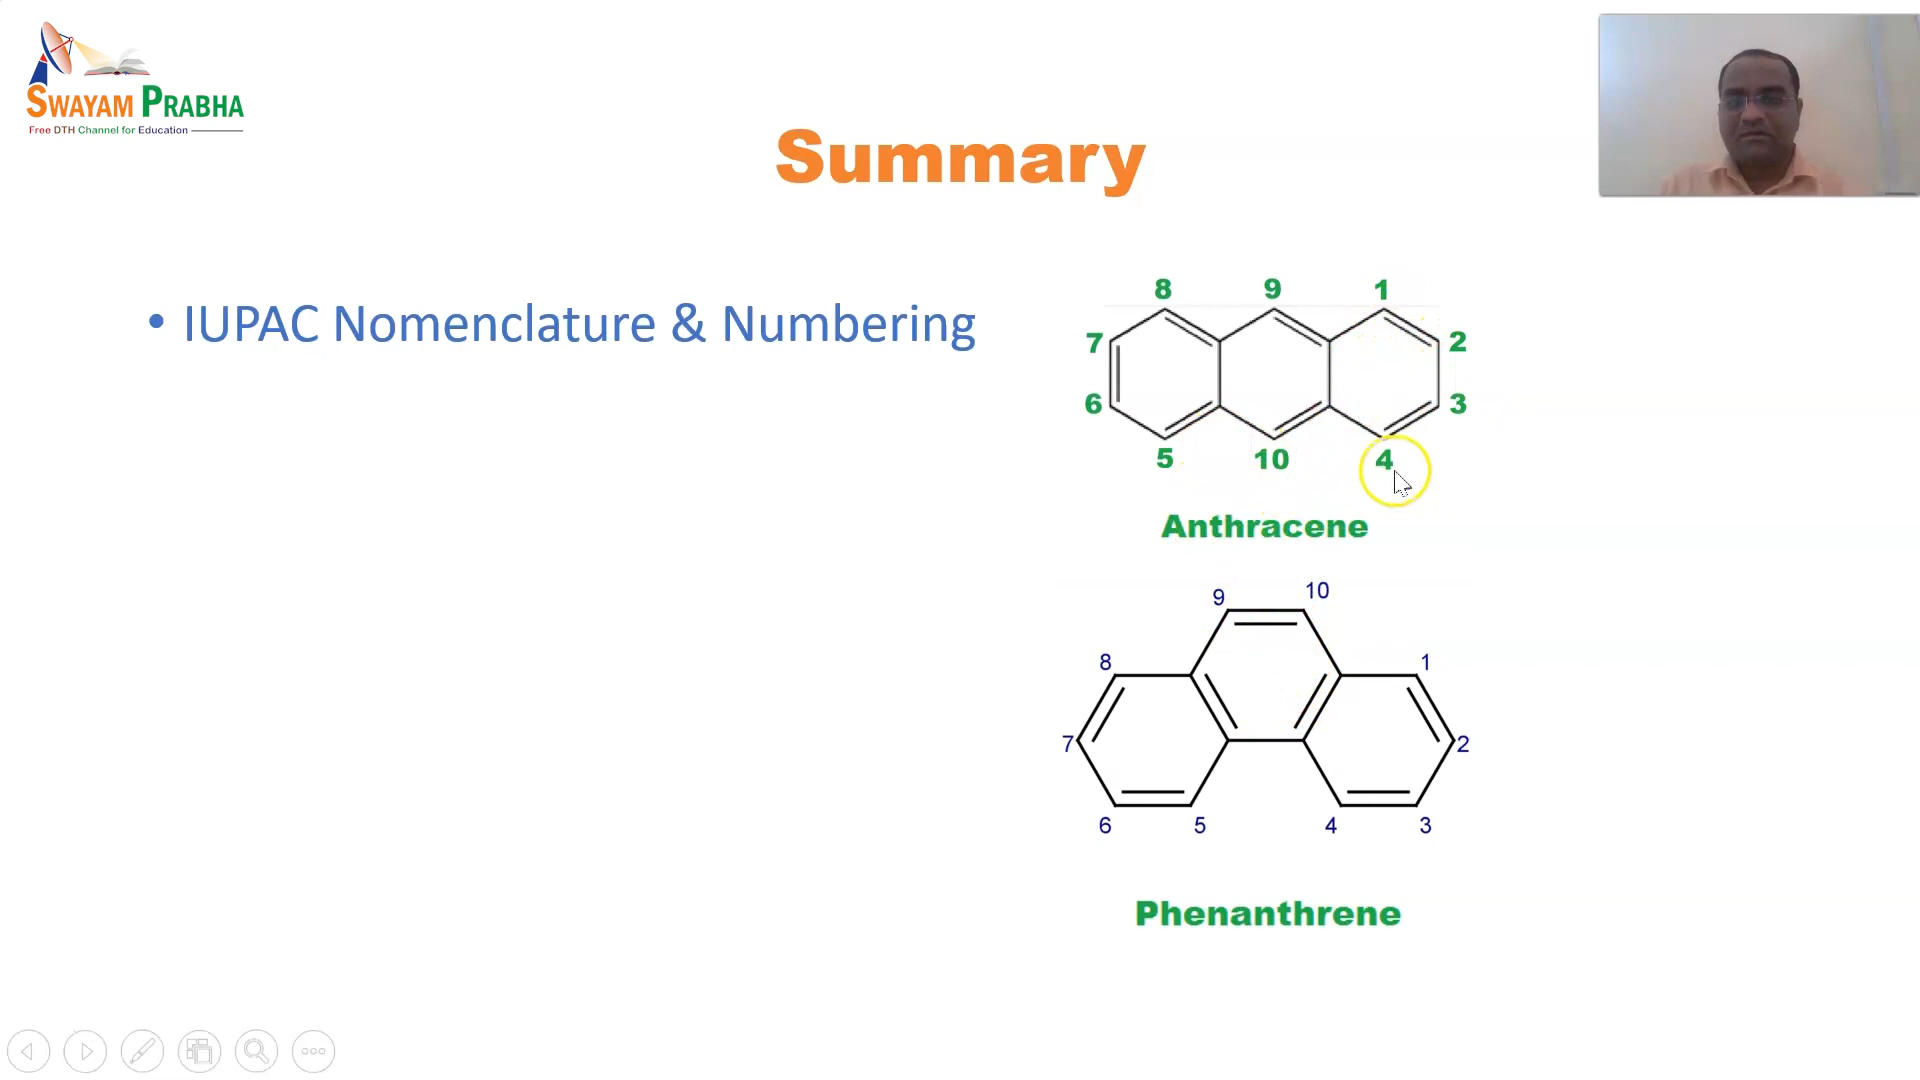 SWAYAM PRABHA
Free DTH Channel for Education
Summary
• IUPAC Nomenclature & Numbering
8 9 1
7 2
6 3
5 10 4
Anthracene
9 10
8 1
7 2
6 5 4 3
Phenanthrene